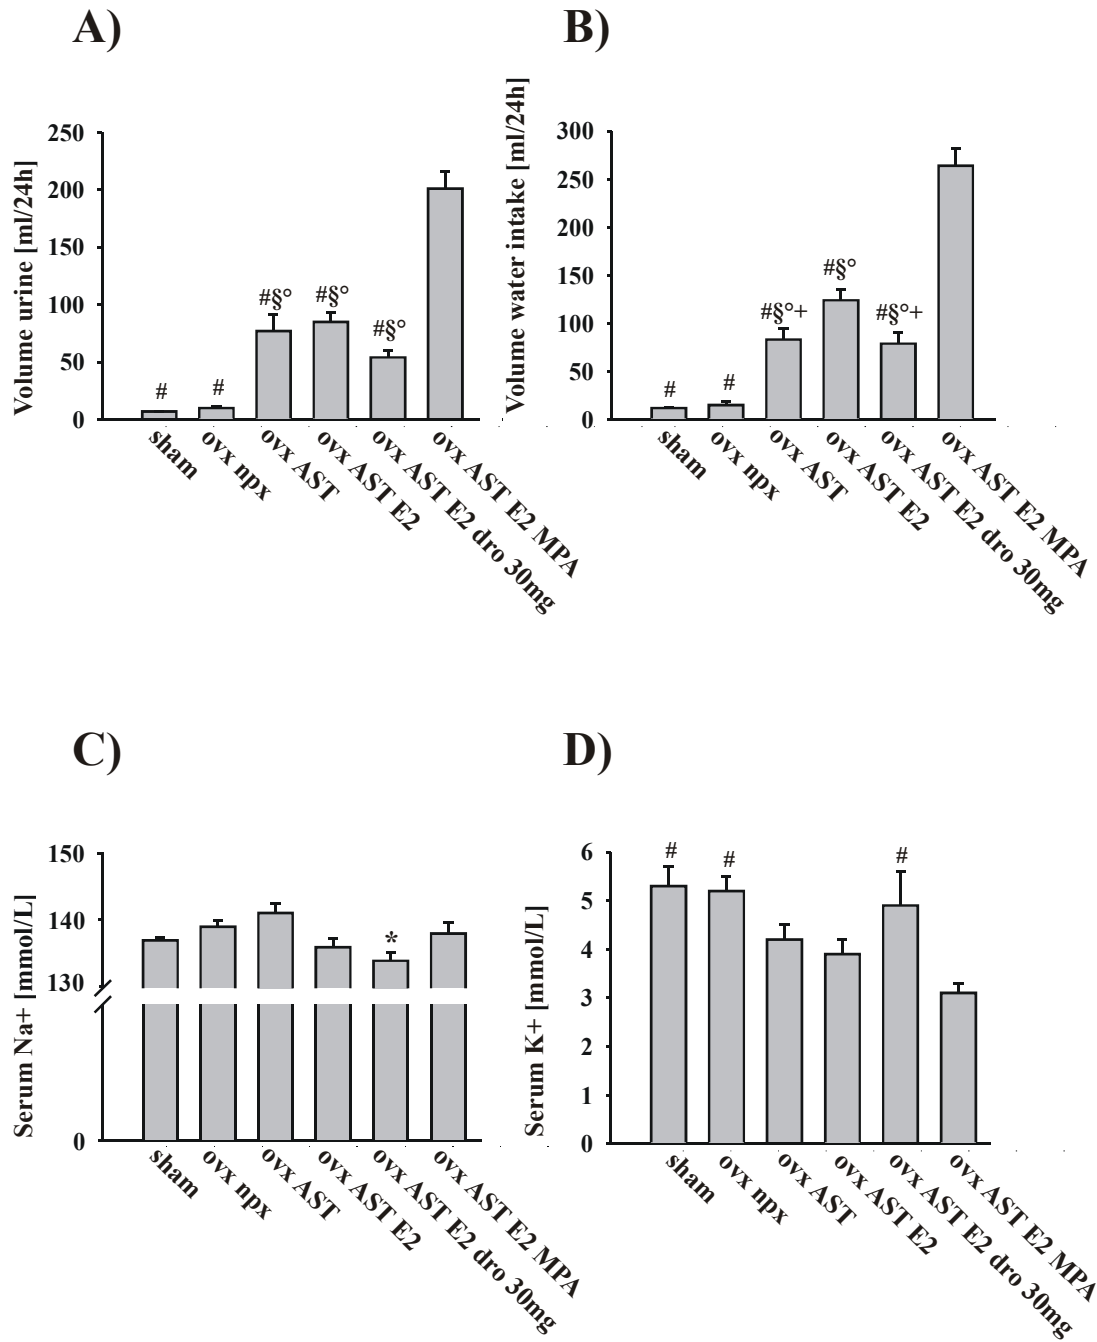 A)
Volume urine [ml/24h]
250
200
150
100
50
0
#
#
#§°
#§°
#§°
sham
ovx npx
ovx AST
ovx AST E2
ovx AST E2 dro 30mg
ovx AST E2 MPA
B)
Volume water intake [ml/24h]
300
250
200
150
100
50
0
#
#
#§°+
#§°
#§°+
sham
ovx npx
ovx AST
ovx AST E2
ovx AST E2 dro 30mg
ovx AST E2 MPA
C)
Serum Na+ [mmol/L]
150
140
130
0
*
sham
ovx npx
ovx AST
ovx AST E2
ovx AST E2 dro 30mg
ovx AST E2 MPA
D)
Serum K+ [mmol/L]
6
5
4
3
2
1
0
#
#
#
sham
ovx npx
ovx AST
ovx AST E2
ovx AST E2 dro 30mg
ovx AST E2 MPA